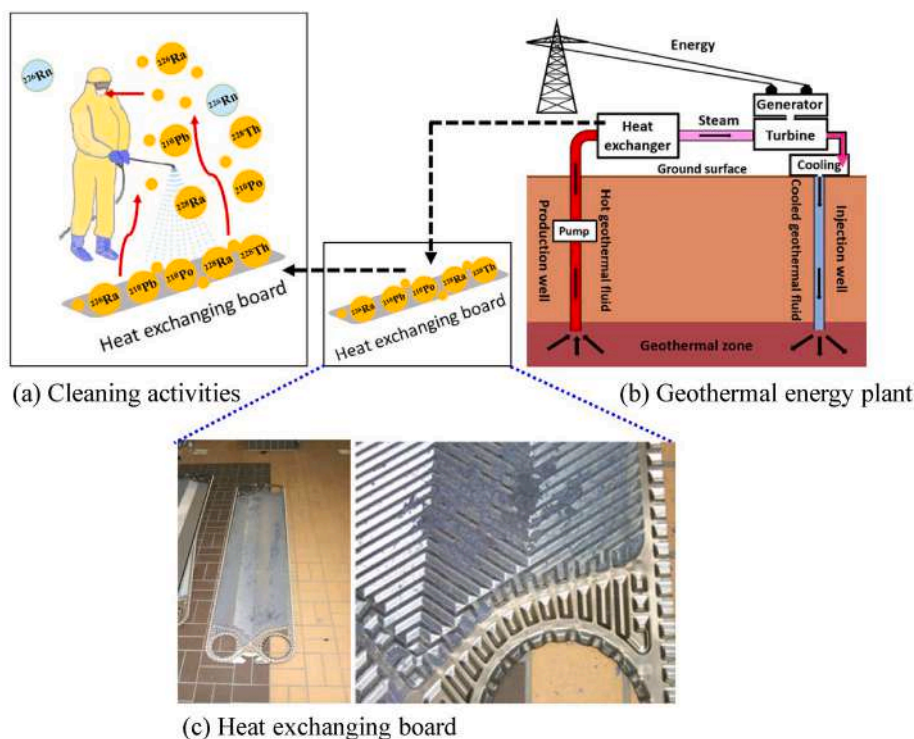 ²²⁶Ra
²²⁶Rn
²²⁶Rn
²¹⁰Pb
²²⁸Th
²¹⁰Po
²²⁸Ra
²²⁶Ra
²¹⁰Pb
²¹⁰Po
²²⁸Ra
²²⁸Th
Heat exchanging board
(a) Cleaning activities
²²⁶Ra
²¹⁰Pb
²¹⁰Po
²²⁸Ra
²²⁸Th
Heat exchanging board
Energy
Generator
Turbine
Steam
Heat
exchanger
Cooling
Ground surface
Production well
Pump
Hot geothermal fluid
Cooled geothermal fluid
Injection well
Geothermal zone
(b) Geothermal energy plant
(c) Heat exchanging board